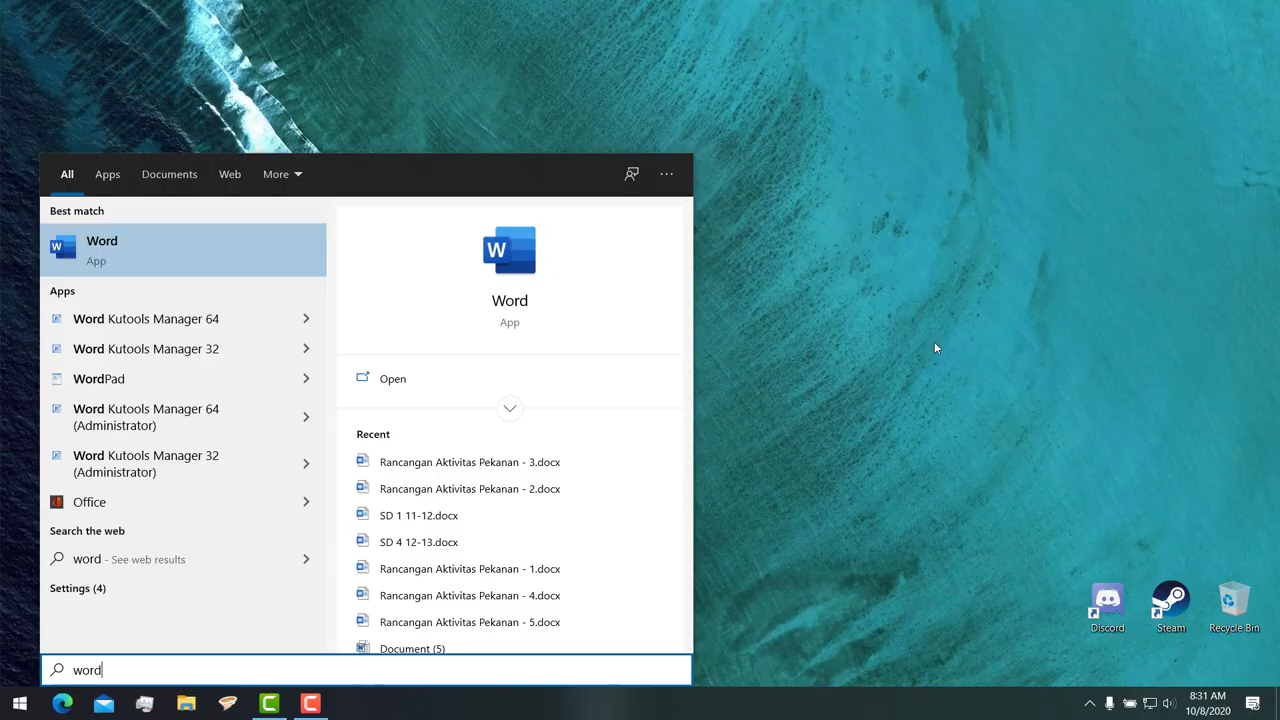 All
Apps
Documents
Web
More
Best match
Word
App
Apps
Word Kutools Manager 64
Word Kutools Manager 32
WordPad
Word Kutools Manager 64
(Administrator)
Word Kutools Manager 32
(Administrator)
Office
Search the web
word - See web results
Settings (4)
word
W
Word
App
Open
Recent
Rancangan Aktivitas Pekanan - 3.docx
Rancangan Aktivitas Pekanan - 2.docx
SD 1 11-12.docx
SD 4 12-13.docx
Rancangan Aktivitas Pekanan - 1.docx
Rancangan Aktivitas Pekanan - 4.docx
Rancangan Aktivitas Pekanan - 5.docx
Document (5)
Discord
Steam
Recycle Bin
8:31 AM
10/8/2020